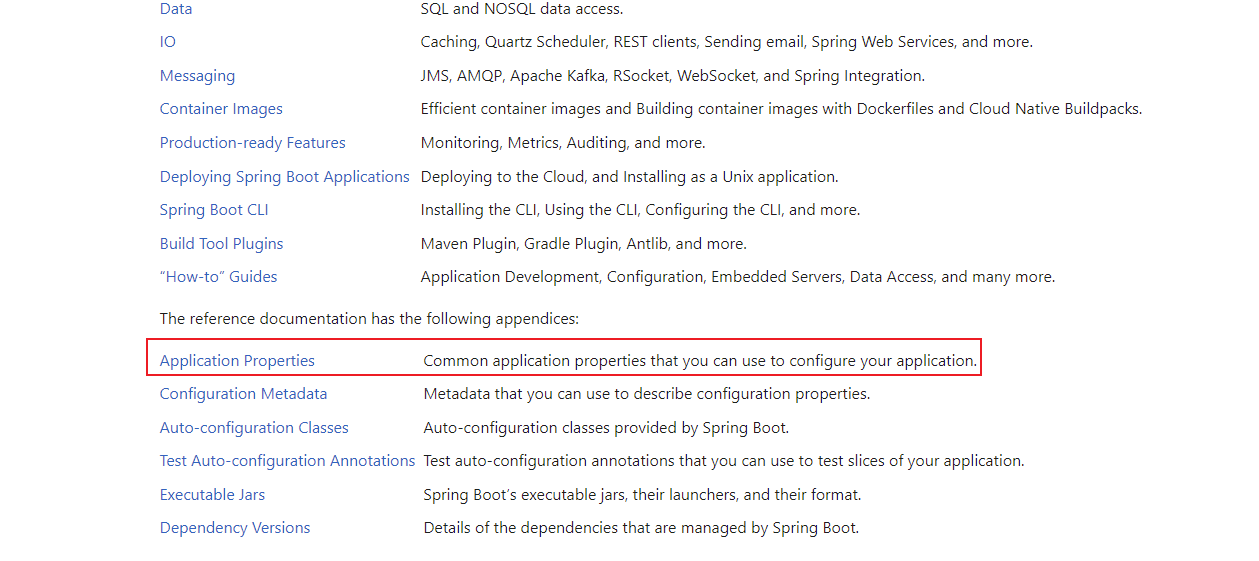 Data SQL and NOSQL data access.
IO Caching, Quartz Scheduler, REST clients, Sending email, Spring Web Services, and more.
Messaging JMS, AMQP, Apache Kafka, RSocket, WebSocket, and Spring Integration.
Container Images Efficient container images and Building container images with Dockerfiles and Cloud Native Buildpacks.
Production-ready Features Monitoring, Metrics, Auditing, and more.
Deploying Spring Boot Applications Deploying to the Cloud, and Installing as a Unix application.
Spring Boot CLI Installing the CLI, Using the CLI, Configuring the CLI, and more.
Build Tool Plugins Maven Plugin, Gradle Plugin, Antlib, and more.
“How-to” Guides Application Development, Configuration, Embedded Servers, Data Access, and many more.
The reference documentation has the following appendices:
Application Properties Common application properties that you can use to configure your application.
Configuration Metadata Metadata that you can use to describe configuration properties.
Auto-configuration Classes Auto-configuration classes provided by Spring Boot.
Test Auto-configuration Annotations Test auto-configuration annotations that you can use to test slices of your application.
Executable Jars Spring Boot’s executable jars, their launchers, and their format.
Dependency Versions Details of the dependencies that are managed by Spring Boot.